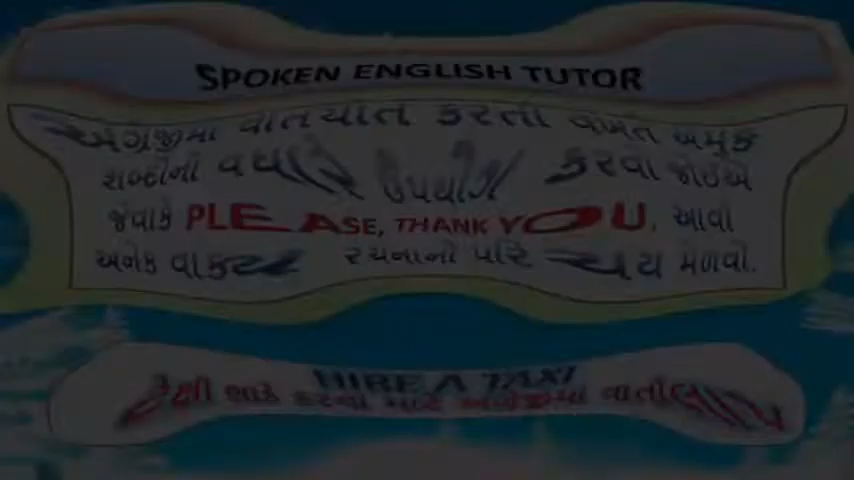 SPOKEN ENGLISH TUTOR
અંગ્રેજીમાં વાતચીત કરતી વખતે અમુક
શબ્દોનો વધારે ઉપયોગ કરવા જોઈએ
જેવાકે PLEASE, THANK YOU. આવો
અનેક વાક્ય રચનાનો પરિચય મેળવો.
HIRE A TAXI
ટેક્ષી ભાડે કરવા માટે અંગ્રેજીમાં વાર્તાલાપ